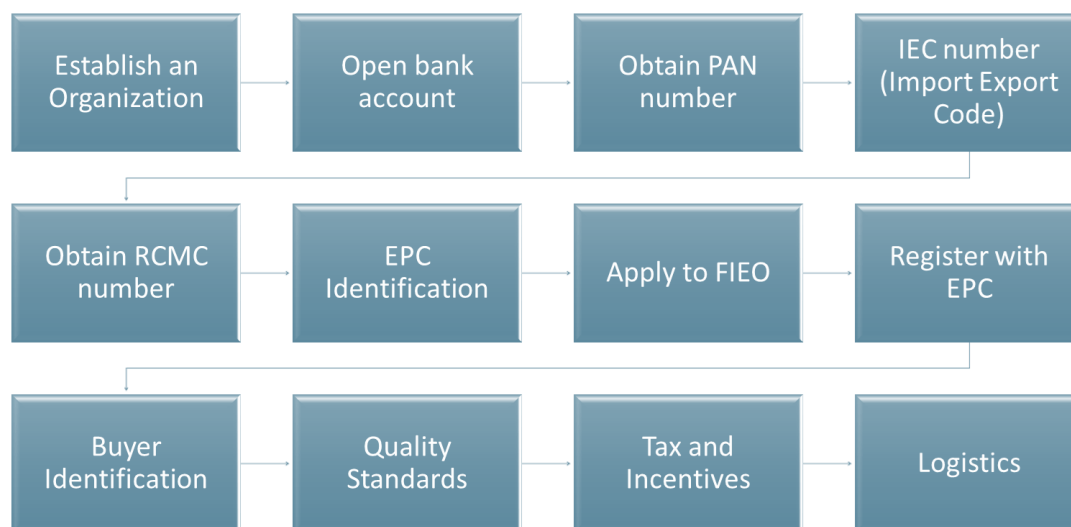 Establish an
Organization
Open bank
account
Obtain PAN
number
IEC number
(Import Export
Code)
Obtain RCMC
number
EPC
Identification
Apply to FIEO
Register with
EPC
Buyer
Identification
Quality
Standards
Tax and
Incentives
Logistics